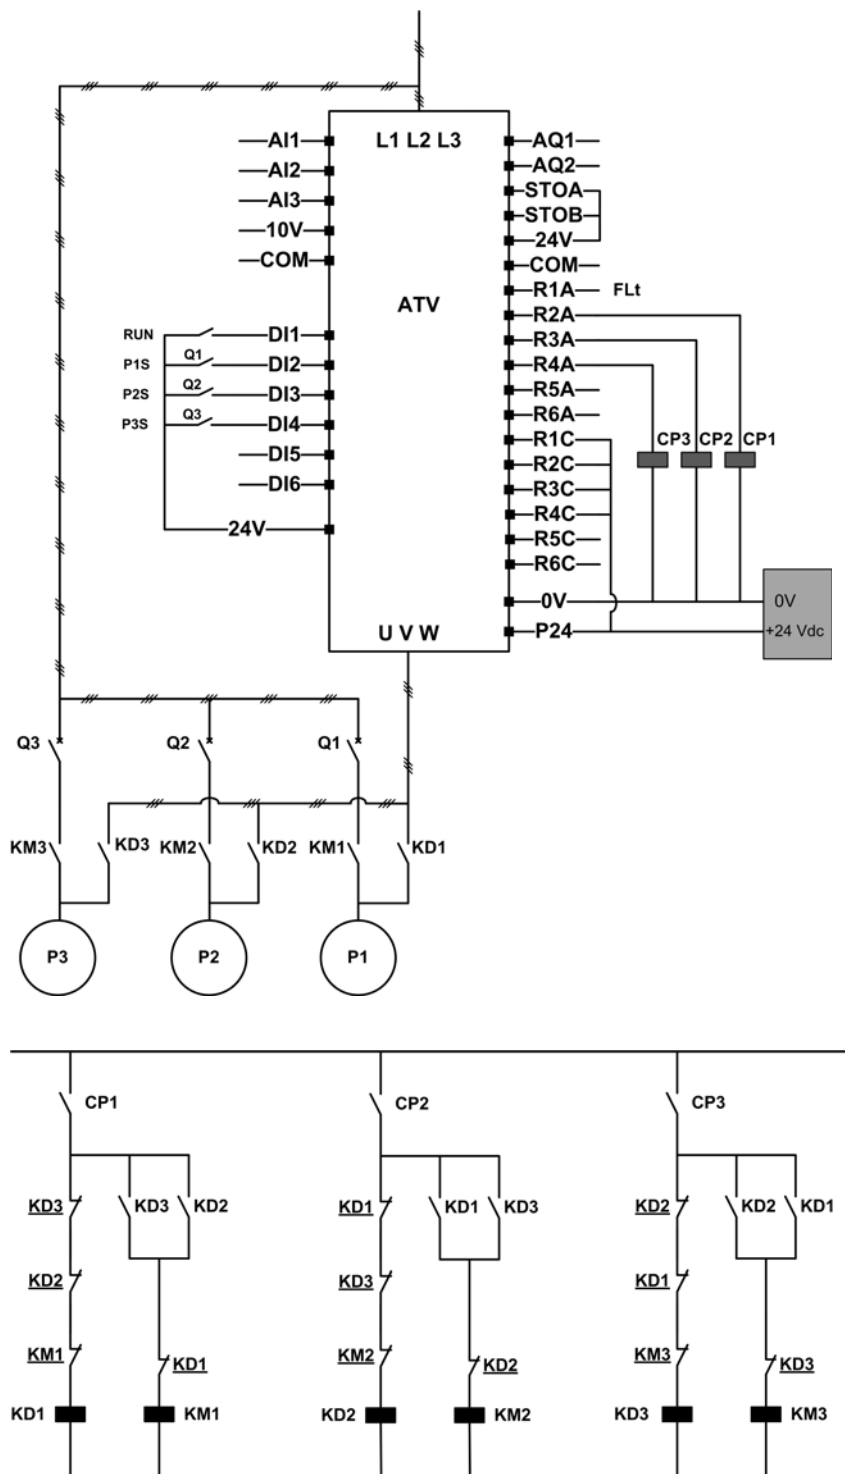 L1 L2 L3
AI1
AQ1
AI2
AQ2
AI3
STOA
10V
STOB
COM
24V
COM
ATV
R1A FLt
R2A
RUN DI1
R3A
P1S Q1 DI2
R4A
P2S Q2 DI3
R5A
P3S Q3 DI4
R6A
DI5
R1C
CP3 CP2 CP1
DI6
R2C
R3C
24V
R4C
R5C
R6C
0V
0V
U V W
P24
+24 Vdc
Q3 Q2 Q1
KM3 KD3 KM2 KD2 KM1 KD1
P3 P2 P1
CP1 CP2 CP3
KD3 KD3 KD2 KD1 KD1 KD3 KD2 KD2 KD1
KD2 KD3 KD1
KM1 KD1 KM2 KD2 KM3 KD3
KD1 KM1 KD2 KM2 KD3 KM3